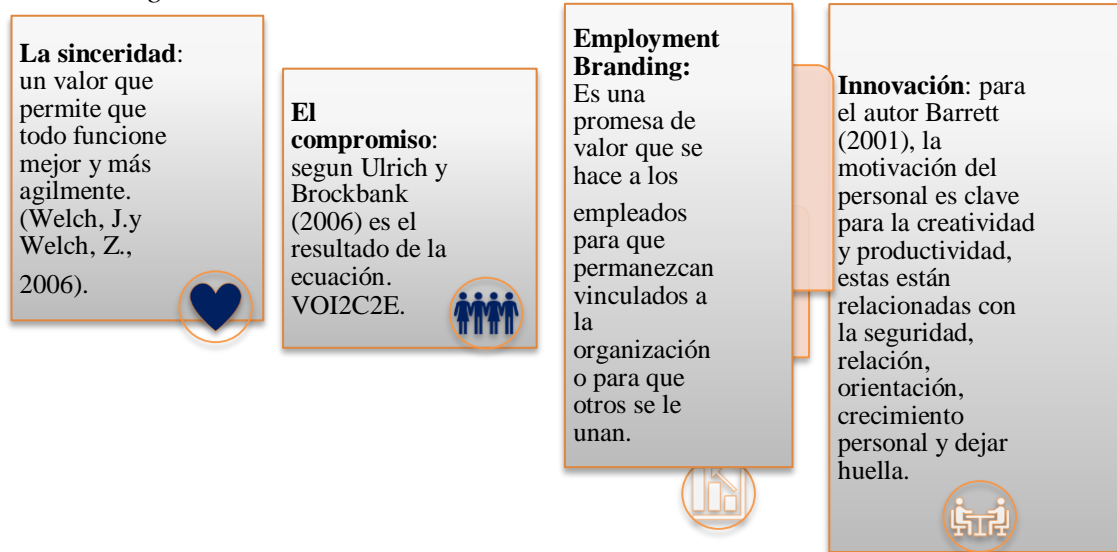 La sinceridad:
un valor que
permite que
todo funcione
mejor y más
agilmente.
(Welch, J.y
Welch, Z.,
2006).
El
compromiso:
segun Ulrich y
Brockbank
(2006) es el
resultado de la
ecuación.
VOI2C2E.
Employment
Branding:
Es una
promesa de
valor que se
hace a los
empleados
para que
permanezcan
vinculados a
la
organización
o para que
otros se le
unan.
Innovación: para
el autor Barrett
(2001), la
motivación del
personal es clave
para la creatividad
y productividad,
estas están
relacionadas con
la seguridad,
relación,
orientación,
crecimiento
personal y dejar
huella.